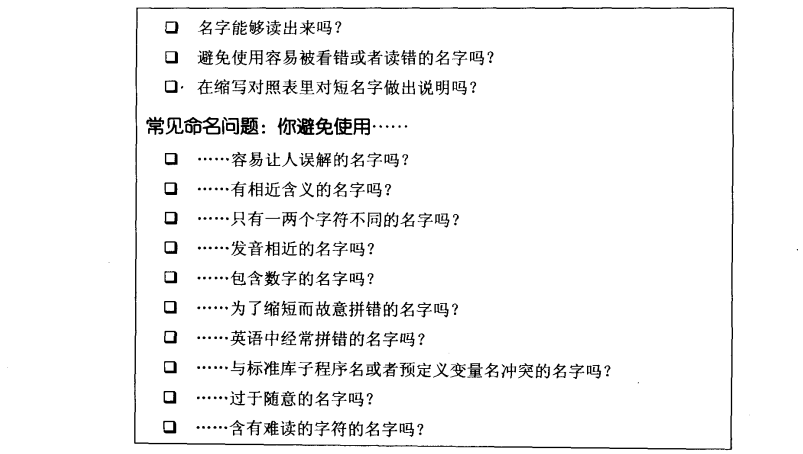 ❑ 名字能够读出来吗？
❑ 避免使用容易被看错或者读错的名字吗？
❑ 在缩写对照表里对短名字做出说明吗？
常见命名问题：你避免使用……
❑ ……容易让人误解的名字吗？
❑ ……有相近含义的名字吗？
❑ ……只有一两个字符不同的名字吗？
❑ ……发音相近的名字吗？
❑ ……包含数字的名字吗？
❑ ……为了缩短而故意拼错的名字吗？
❑ ……英语中经常拼错的名字吗？
❑ ……与标准库子程序名或者预定义变量名冲突的名字吗？
❑ ……过于随意的名字吗？
❑ ……含有难读的字符的名字吗？